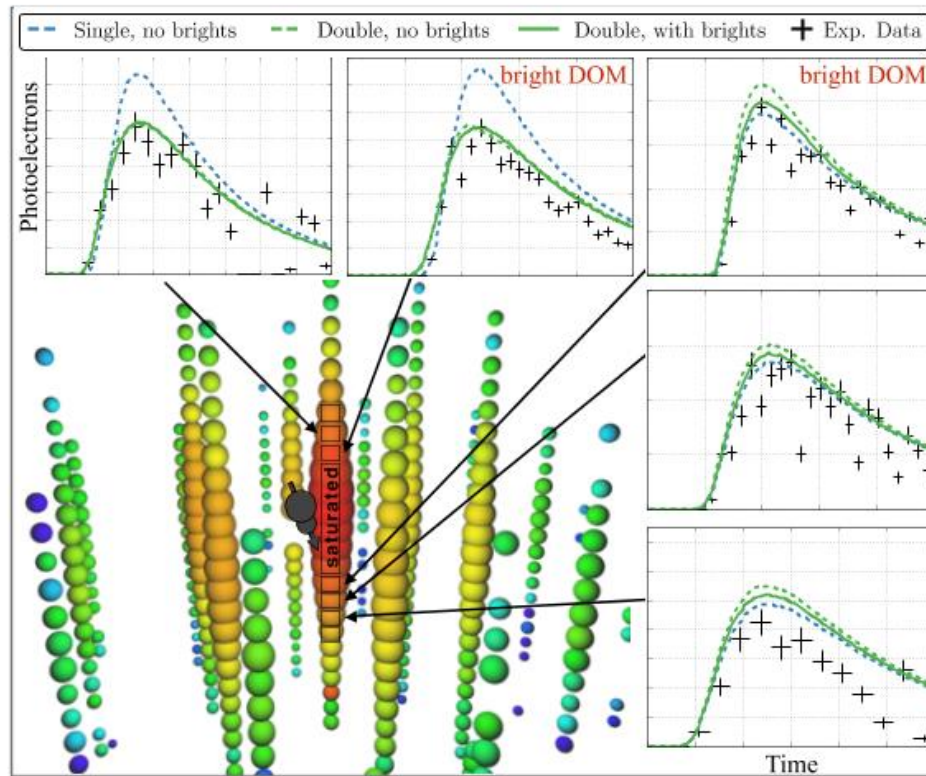 Single, no brights Double, no brights Double, with brights Exp. Data
bright DOM
bright DOM
Photoelectrons
saturated
Time